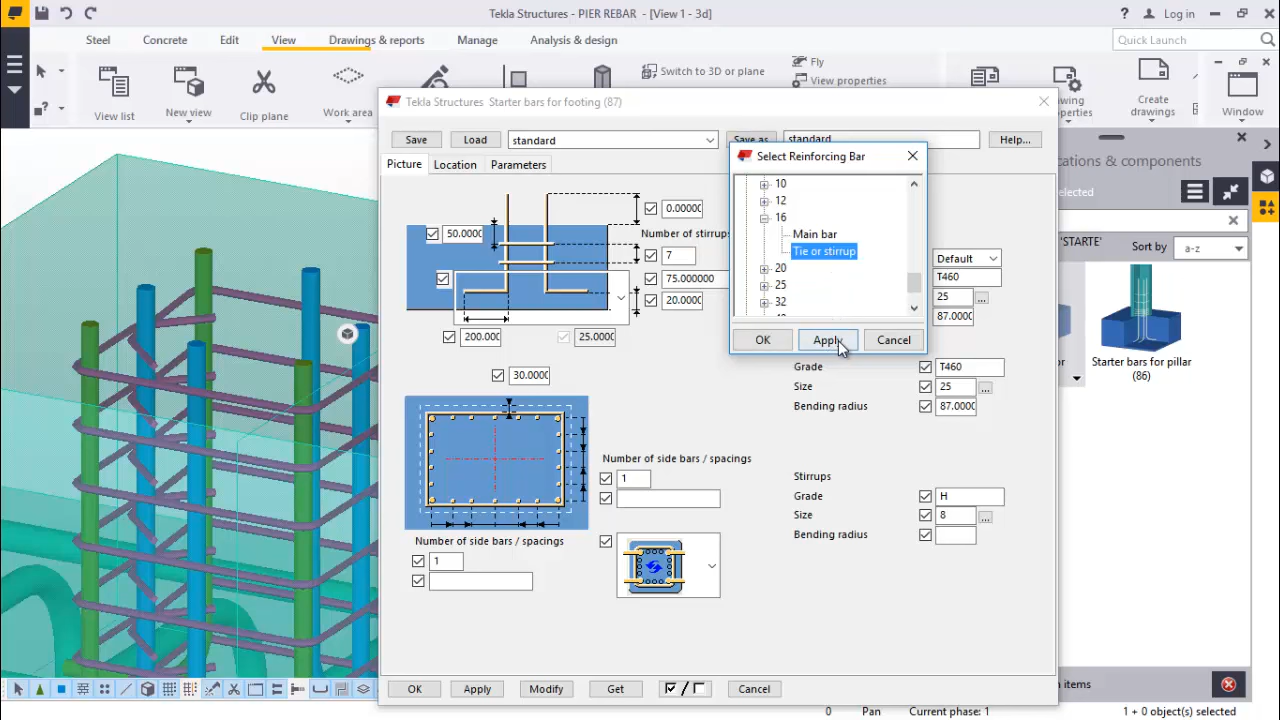 Tekla Structures - PIER REBAR - [View 1 - 3d]
? Log in
Steel Concrete Edit View Drawings & reports Manage Analysis & design
Quick Launch
View list
New view
Clip plane
Work area
Switch to 3D or plane
Fly
View properties
Create drawings
Window
Tekla Structures Starter bars for footing (87)
Save Load standard Save as standard Help...
Picture Location Parameters
50.0000
0.00000
Number of stirrups
7
75.000000
20.0000
200.000
25.0000
30.0000
Select Reinforcing Bar
10
12
16
Main bar
Tie or stirrup
20
25
32
OK Apply Cancel
Default
T460
25 ...
87.0000
Grade T460
Size 25 ...
Bending radius 87.0000
Number of side bars / spacings
1
Stirrups
Grade H
Size 8 ...
Bending radius
Number of side bars / spacings
1
OK Apply Modify Get / Cancel
& components
'STARTE' Sort by a-z
Starter bars for pillar (86)
0 Pan Current phase: 1 1 + 0 object(s) selected